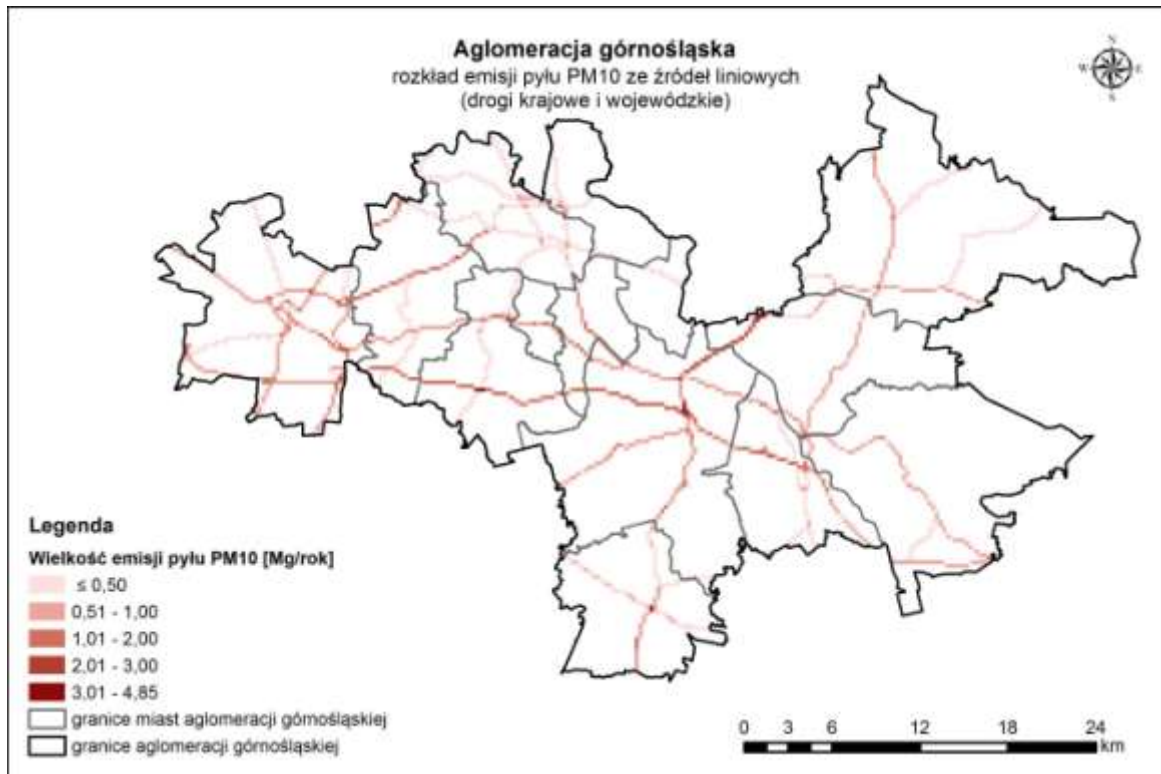 Aglomeracja górnośląska
rozkład emisji pyłu PM10 ze źródeł liniowych
(drogi krajowe i wojewódzkie)
N
W E
S
Legenda
Wielkość emisji pyłu PM10 [Mg/rok]
≤ 0,50
0,51 - 1,00
1,01 - 2,00
2,01 - 3,00
3,01 - 4,85
granice miast aglomeracji górnośląskiej
granice aglomeracji górnośląskiej
0 3 6 12 18 24
km